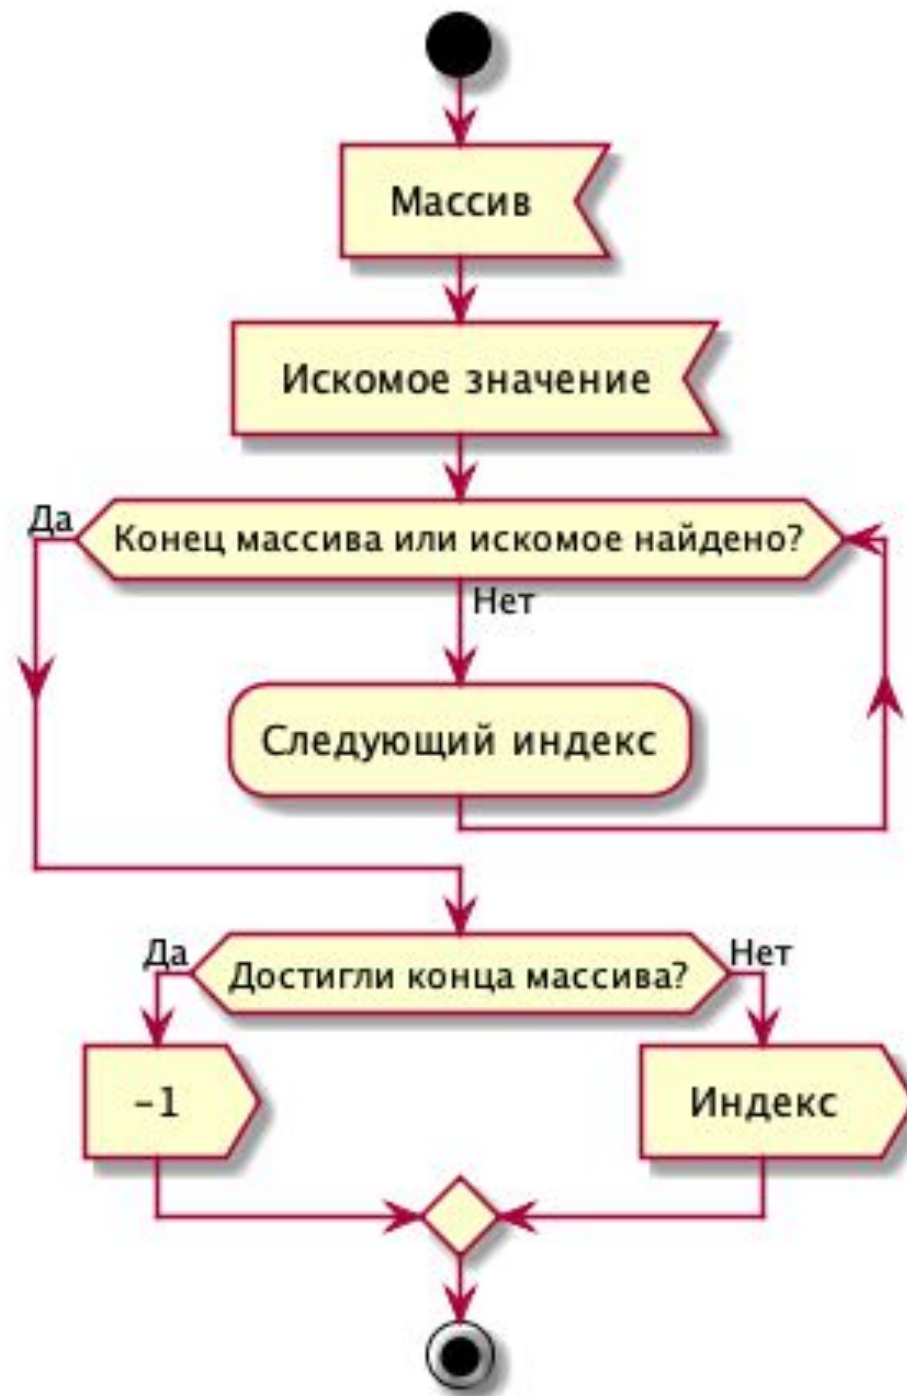 Массив
Искомое значение
Да
Конец массива или искомое найдено?
Нет
Следующий индекс
Да
Достигли конца массива?
Нет
-1
Индекс